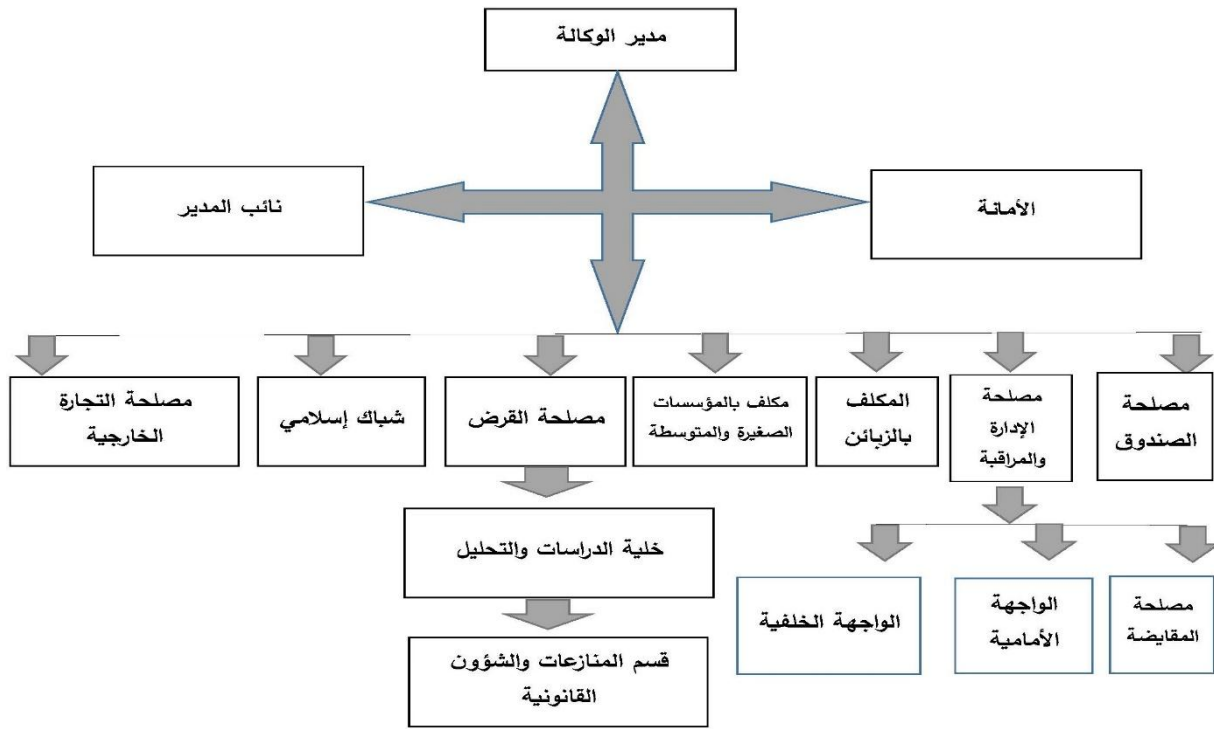 مدير الوكالة
الأمانة
نائب المدير
مصلحة
الصندوق
مصلحة
الإدارة
والمراقبة
المكلف
بالزبائن
مكلف بالمؤسسات
الصغيرة والمتوسطة
مصلحة القرض
شباك إسلامي
مصلحة التجارة
الخارجية
خلية الدراسات والتحليل
قسم المنازعات والشؤون
القانونية
مصلحة
المقايضة
الواجهة
الأمامية
الواجهة الخلفية